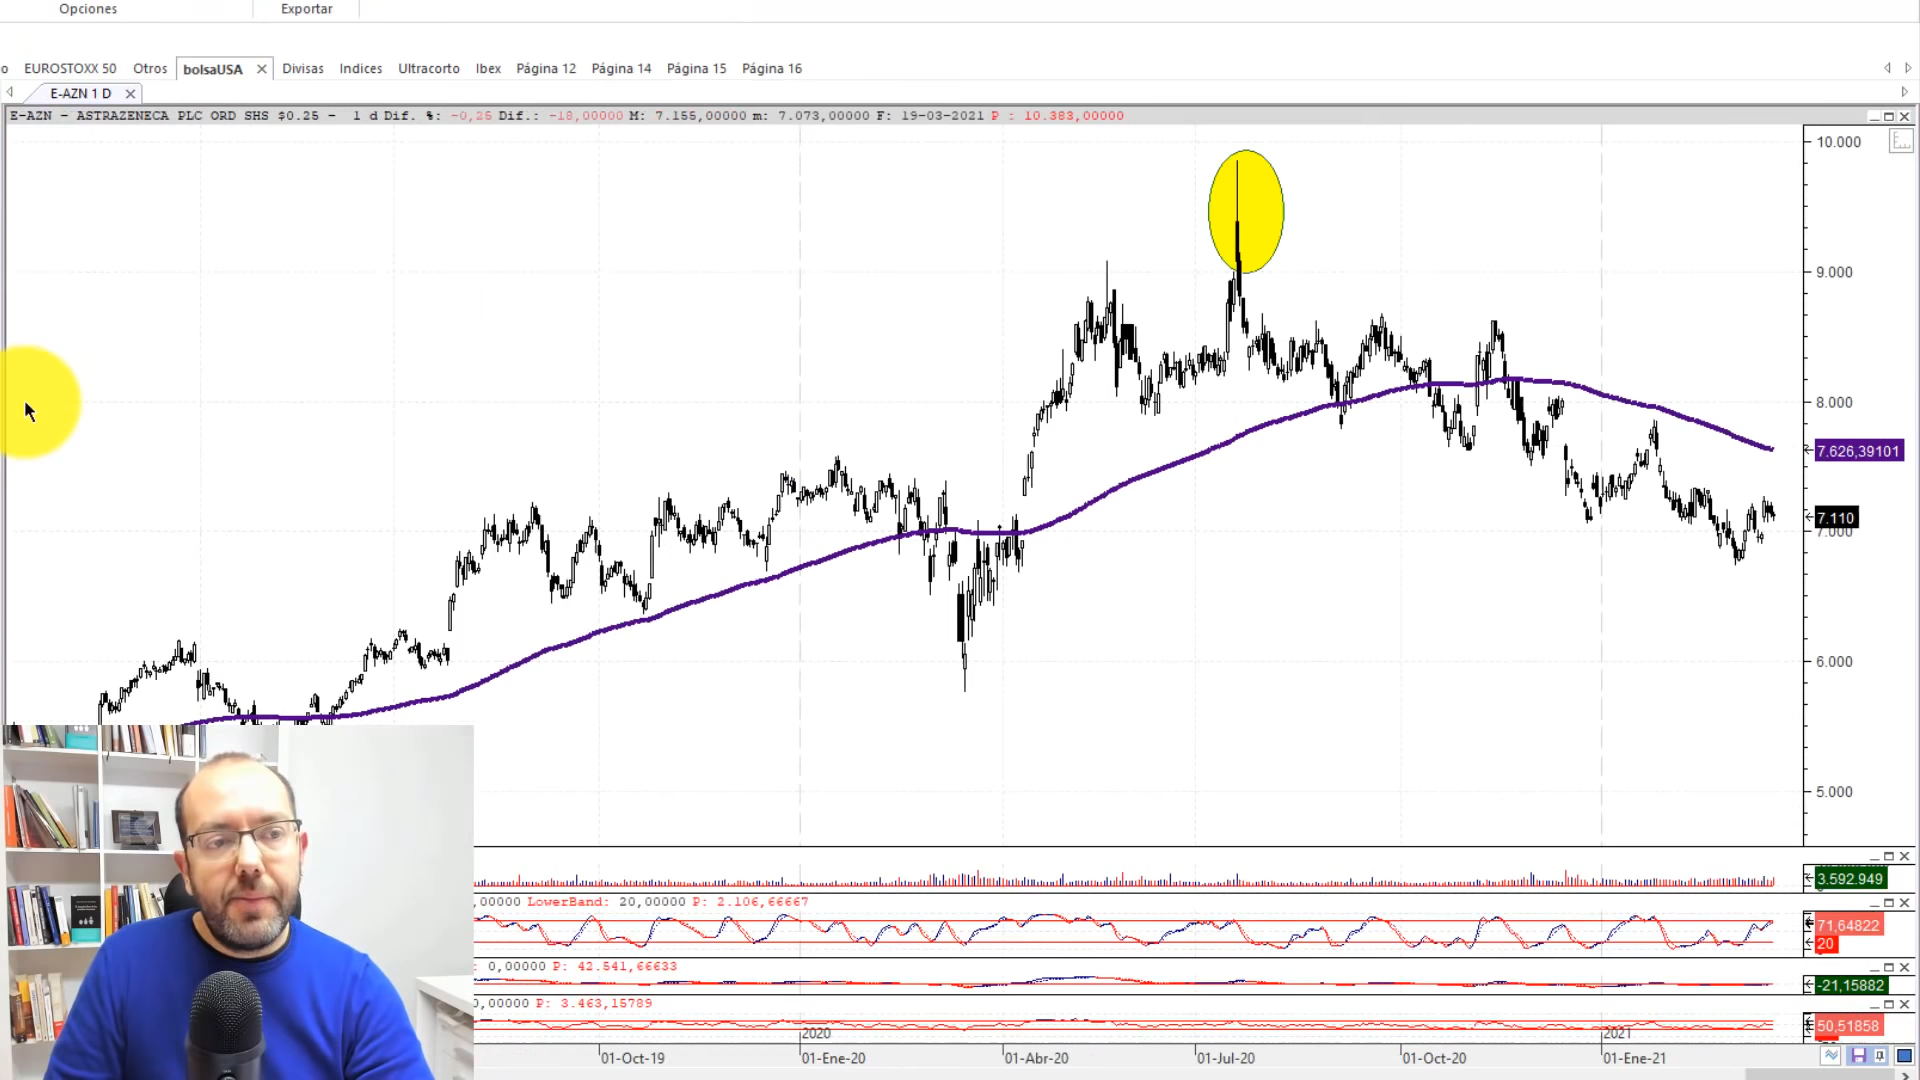 Opciones Exportar
o EUROSTOXX 50 Otros bolsaUSA Divisas Indices Ultracorto Ibex Página 12 Página 14 Página 15 Página 16
E-AZN 1 D
E-AZN - ASTRAZENECA PLC ORD SHS $0.25 - 1 d Dif. %: -0,25 Dif.: -18,00000 M: 7.155,00000 m: 7.073,00000 F: 19-03-2021 P : 10.383,00000
10.000
9.000
8.000
7.626,39101
7.110
7.000
6.000
5.000
3.592.949
,00000 LowerBand: 20,00000 P: 2.106,66667
71,64822
20
: 0,00000 P: 42.541,66633
-21,15882
0,00000 P: 3.463,15789
50,51858
2020 2021
01-Oct-19 01-Ene-20 01-Abr-20 01-Jul-20 01-Oct-20 01-Ene-21